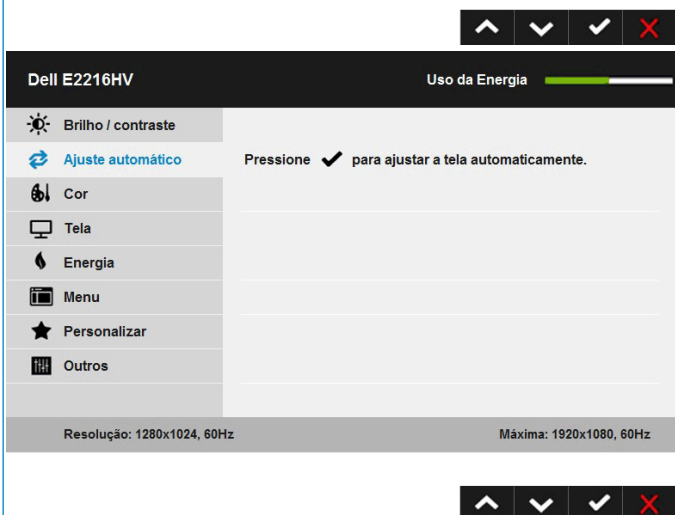 Dell E2216HV
Uso da Energia
Brilho / contraste
Ajuste automático
Pressione ✓ para ajustar a tela automaticamente.
Cor
Tela
Energia
Menu
Personalizar
Outros
Resolução: 1280x1024, 60Hz
Máxima: 1920x1080, 60Hz